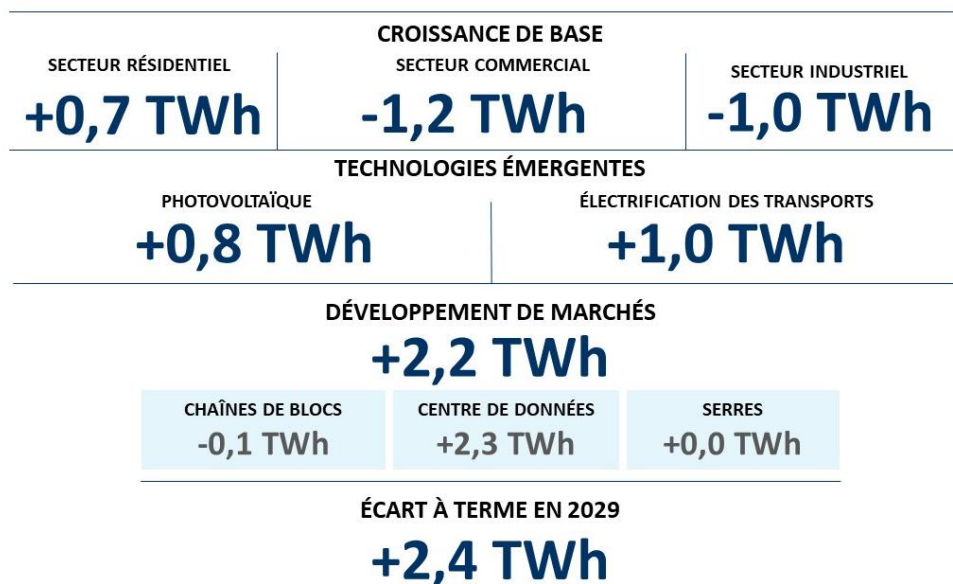 CROISSANCE DE BASE
SECTEUR RÉSIDENTIEL
+0,7 TWh
SECTEUR COMMERCIAL
-1,2 TWh
SECTEUR INDUSTRIEL
-1,0 TWh
TECHNOLOGIES ÉMERGENTES
PHOTOVOLTAÏQUE
+0,8 TWh
ÉLECTRIFICATION DES TRANSPORTS
+1,0 TWh
DÉVELOPPEMENT DE MARCHÉS
+2,2 TWh
CHAÎNES DE BLOCS
-0,1 TWh
CENTRE DE DONNÉES
+2,3 TWh
SERRES
+0,0 TWh
ÉCART À TERME EN 2029
+2,4 TWh